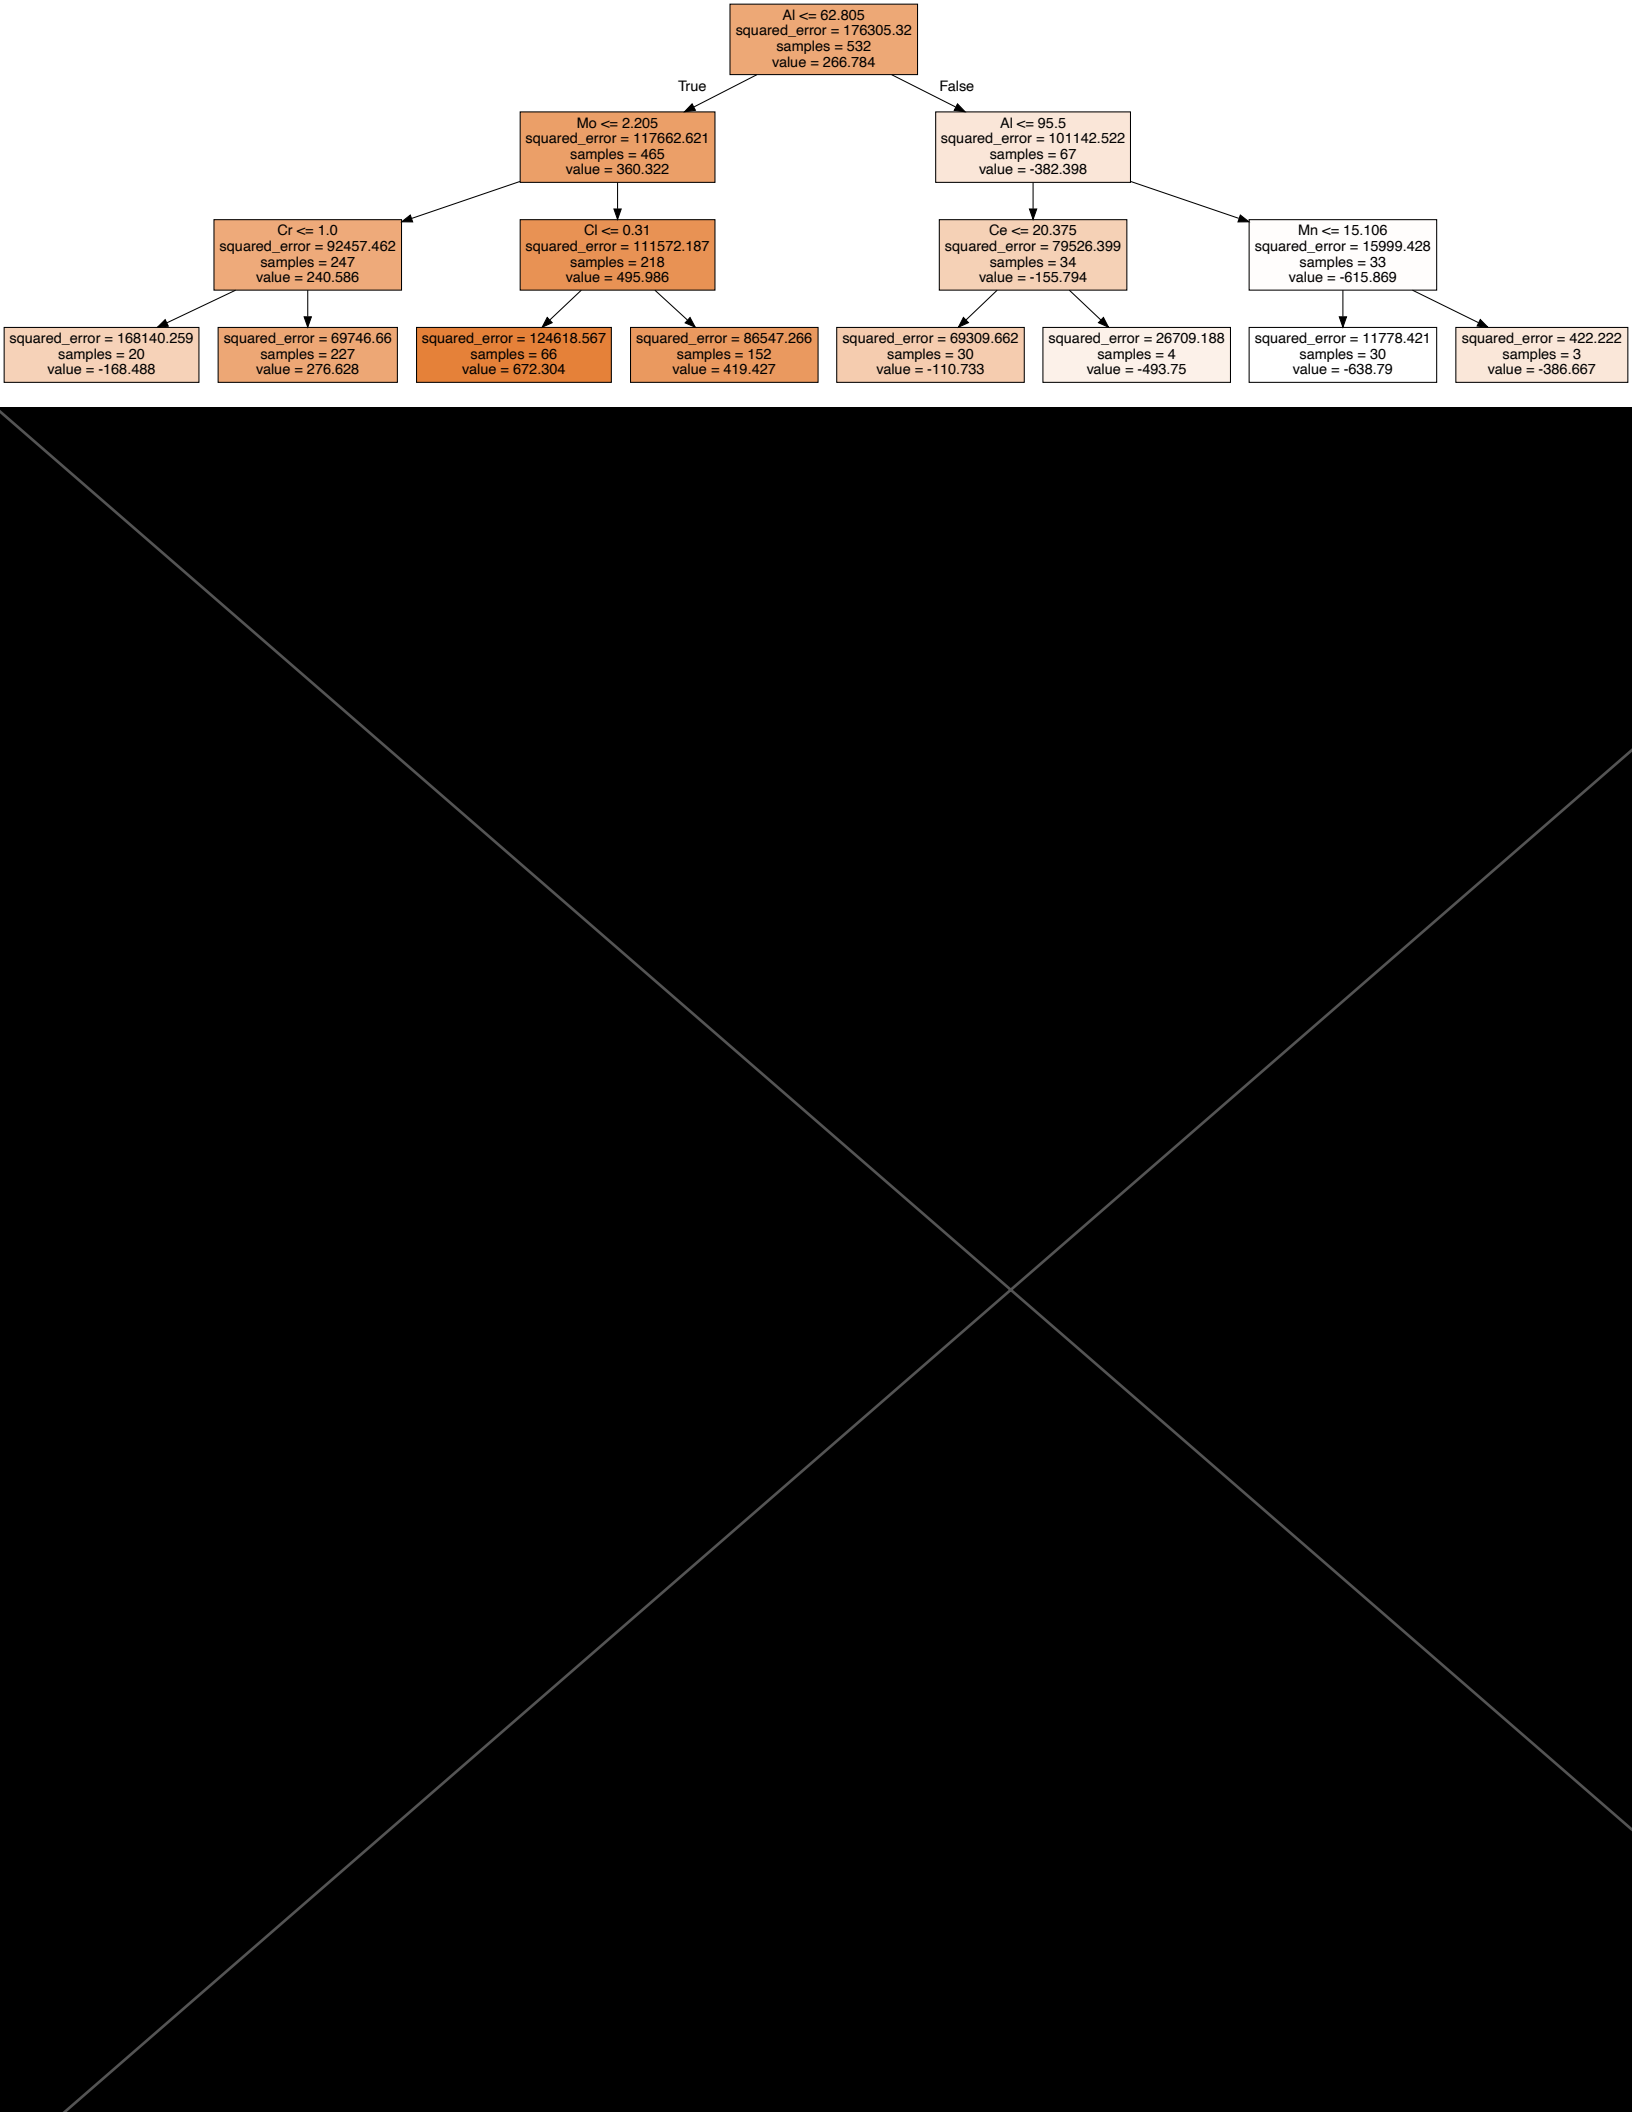 Al <= 62.805
squared_error = 176305.32
samples = 532
value = 266.784
True
False
Mo <= 2.205
squared_error = 117662.621
samples = 465
value = 360.322
Al <= 95.5
squared_error = 101142.522
samples = 67
value = -382.398
Cr <= 1.0
squared_error = 92457.462
samples = 247
value = 240.586
Cl <= 0.31
squared_error = 111572.187
samples = 218
value = 495.986
Ce <= 20.375
squared_error = 79526.399
samples = 34
value = -155.794
Mn <= 15.106
squared_error = 15999.428
samples = 33
value = -615.869
squared_error = 168140.259
samples = 20
value = -168.488
squared_error = 69746.66
samples = 227
value = 276.628
squared_error = 124618.567
samples = 66
value = 672.304
squared_error = 86547.266
samples = 152
value = 419.427
squared_error = 69309.662
samples = 30
value = -110.733
squared_error = 26709.188
samples = 4
value = -493.75
squared_error = 11778.421
samples = 30
value = -638.79
squared_error = 422.222
samples = 3
value = -386.667